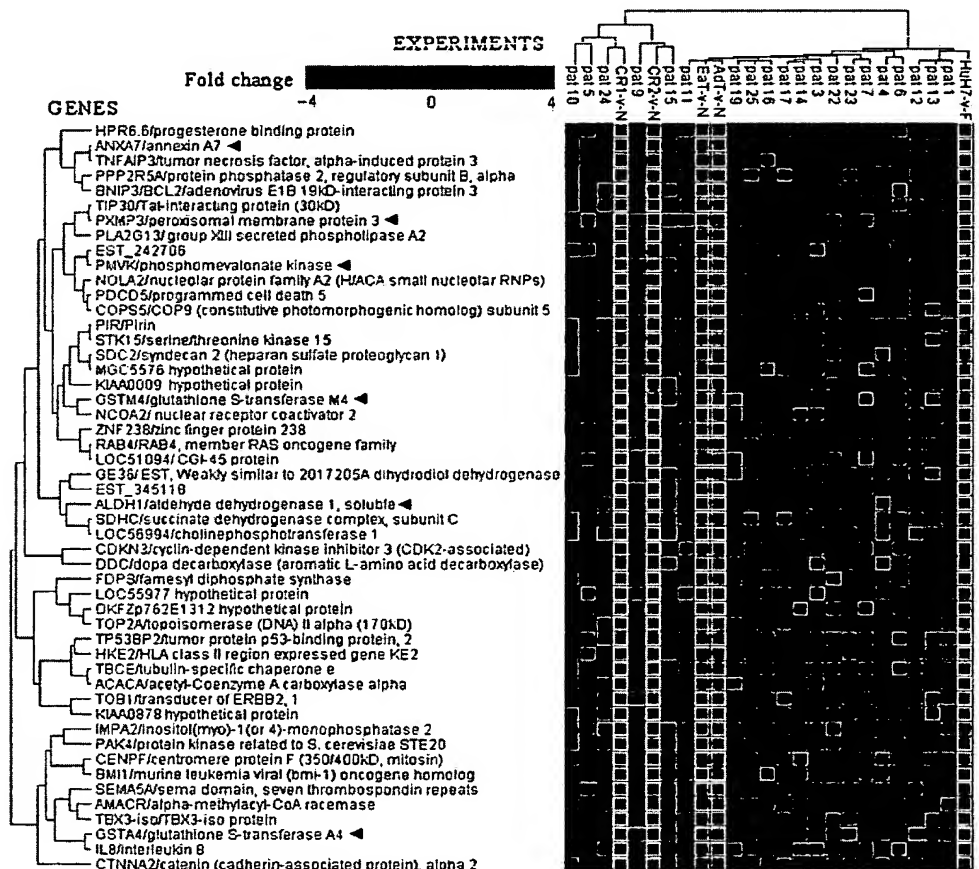 EXPERIMENTS
Fold change
-4 0 4
GENES
pat 10
pat 5
pat 24
CR1-v-N
pat 9
CR2-v-N
pat 15
pat 11
EaT-v-N
AdT-v-N
pat 19
pat 25
pat 16
pat 17
pat 14
pat 3
pat 22
pat 23
pat 7
pat 4
pat 6
pat 12
pat 13
pat 1
HuH7-v-F
HPR6.6/progesterone binding protein
ANXA7/annexin A7
TNFAIP3/tumor necrosis factor, alpha-induced protein 3
PPP2R5A/protein phosphatase 2, regulatory subunit B, alpha
BNIP3/BCL2/adenovirus E1B 19kD-interacting protein 3
TIP30/Tat-interacting protein (30kD)
PXMP3/peroxisomal membrane protein 3
PLA2G13/group XIII secreted phospholipase A2
EST_242706
PMVK/phosphomevalonate kinase
NOLA2/nucleolar protein family A2 (H/ACA small nucleolar RNPs)
PDCD5/programmed cell death 5
COPS5/COP9 (constitutive photomorphogenic homolog) subunit 5
PIR/Pirin
STK15/serine/threonine kinase 15
SDC2/syndecan 2 (heparan sulfate proteoglycan 1)
MGC5576 hypothetical protein
KIAA0009 hypothetical protein
GSTM4/glutathione S-transferase M4
NCOA2/ nuclear receptor coactivator 2
ZNF238/zinc finger protein 238
RAB4/RAB4, member RAS oncogene family
LOC51094/ CGI-45 protein
GE36/ EST, Weakly similar to 2017205A dihydrodiol dehydrogenase
EST_345118
ALDH1/aldehyde dehydrogenase 1, soluble
SDHC/succinate dehydrogenase complex, subunit C
LOC56994/cholinephosphotransferase 1
CDKN3/cyclin-dependent kinase inhibitor 3 (CDK2-associated)
DDC/dopa decarboxylase (aromatic L-amino acid decarboxylase)
FDPS/farnesyl diphosphate synthase
LOC55977 hypothetical protein
DKFZp762E1312 hypothetical protein
TOP2A/topoisomerase (DNA) II alpha (170kD)
TP53BP2/tumor protein p53-binding protein, 2
HKE2/HLA class II region expressed gene KE2
TBCE/tubulin-specific chaperone e
ACACA/acetyl-Coenzyme A carboxylase alpha
TOB1/transducer of ERBB2, 1
KIAA0878 hypothetical protein
IMPA2/inositol(myo)-1(or 4)-monophosphatase 2
PAK4/protein kinase related to S. cerevisiae STE20
CENPF/centromere protein F (350/400kD, mitosin)
BMI1/murine leukemia viral (bmi-1) oncogene homolog
SEMA5A/sema domain, seven thrombospondin repeats
AMACR/alpha-methylacyl-CoA racemase
TBX3-iso/TBX3-iso protein
GSTA4/glutathione S-transferase A4
IL8/interleukin 8
CTNNA2/catenin (cadherin-associated protein), alpha 2